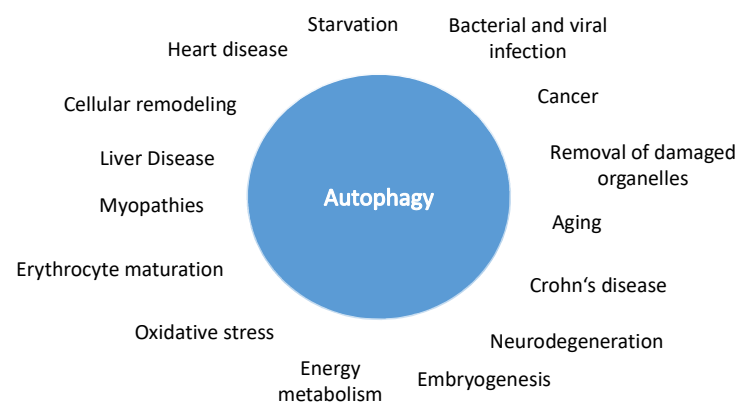 Starvation
Bacterial and viral
infection
Heart disease
Cancer
Cellular remodeling
Removal of damaged
organelles
Liver Disease
Autophagy
Myopathies
Aging
Erythrocyte maturation
Crohn‘s disease
Oxidative stress
Neurodegeneration
Energy
metabolism
Embryogenesis